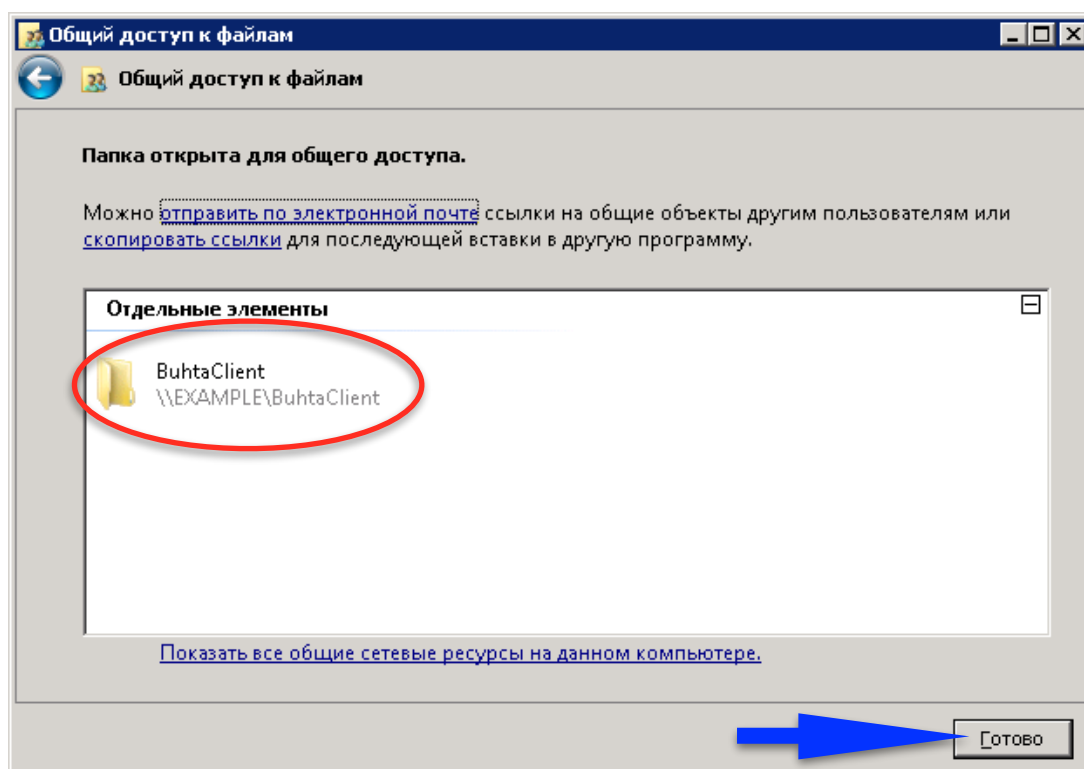 Общий доступ к файлам
Общий доступ к файлам
Папка открыта для общего доступа.
Можно отправить по электронной почте ссылки на общие объекты другим пользователям или
скопировать ссылки для последующей вставки в другую программу.
Отдельные элементы
BuhtaClient
\\EXAMPLE\BuhtaClient
Показать все общие сетевые ресурсы на данном компьютере.
Готово